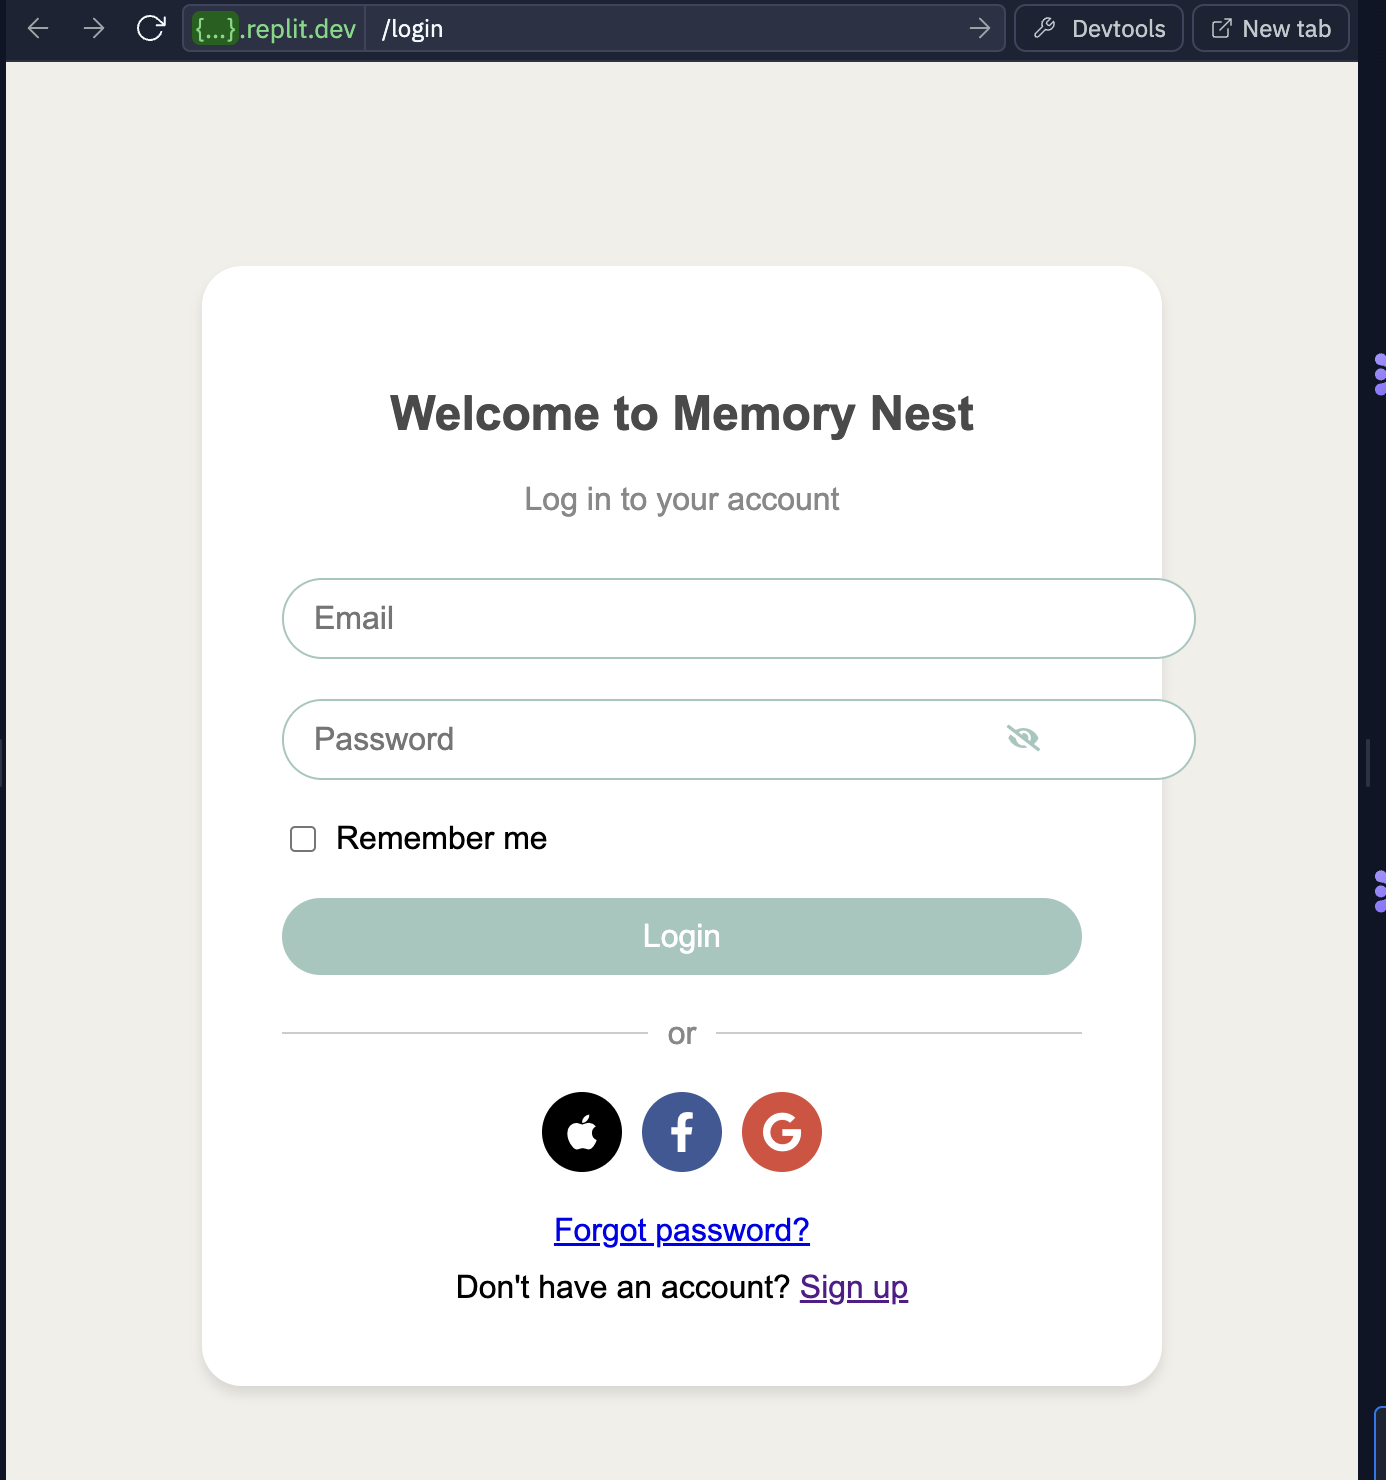 {...}.replit.dev /login Devtools New tab
Welcome to Memory Nest
Log in to your account
Email
Password
Remember me
Login
or
Forgot password?
Don't have an account? Sign up